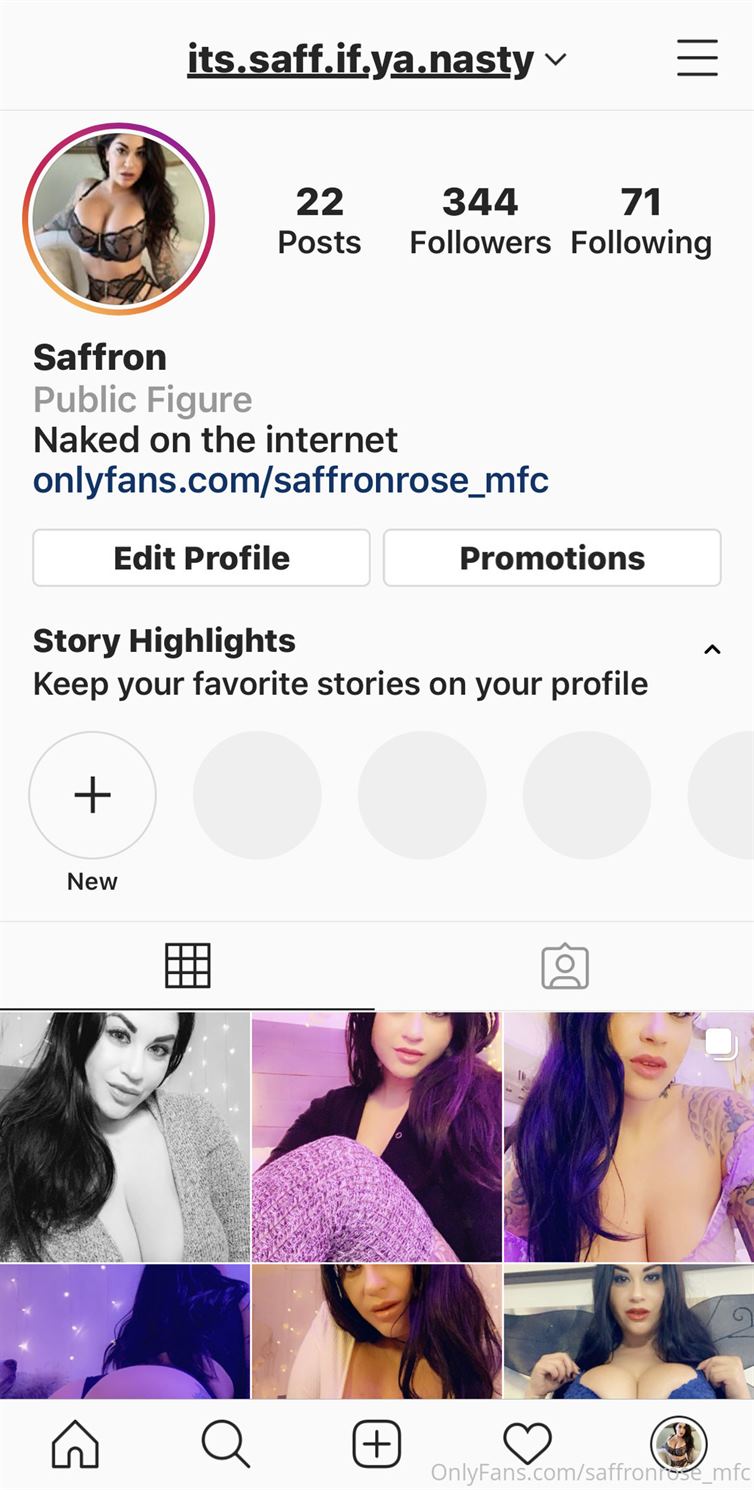 its.saff.if.ya.nasty
22 344 71
Posts Followers Following
Saffron
Public Figure
Naked on the internet
onlyfans.com/saffronrose_mfc
Edit Profile Promotions
Story Highlights
Keep your favorite stories on your profile
New
OnlyFans.com/saffronrose_mfc